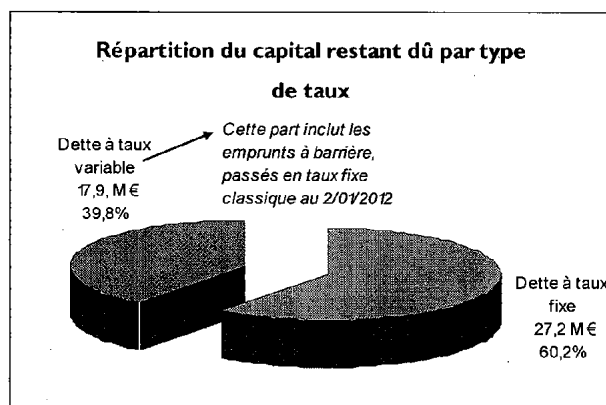 Répartition du capital restant dû par type
de taux
Dette à taux
variable
17,9, M€
39,8%
Cette part inclut les
emprunts à barrière,
passés en taux fixe
classique au 2/01/2012
Dette à taux
fixe
27,2 M€
60,2%